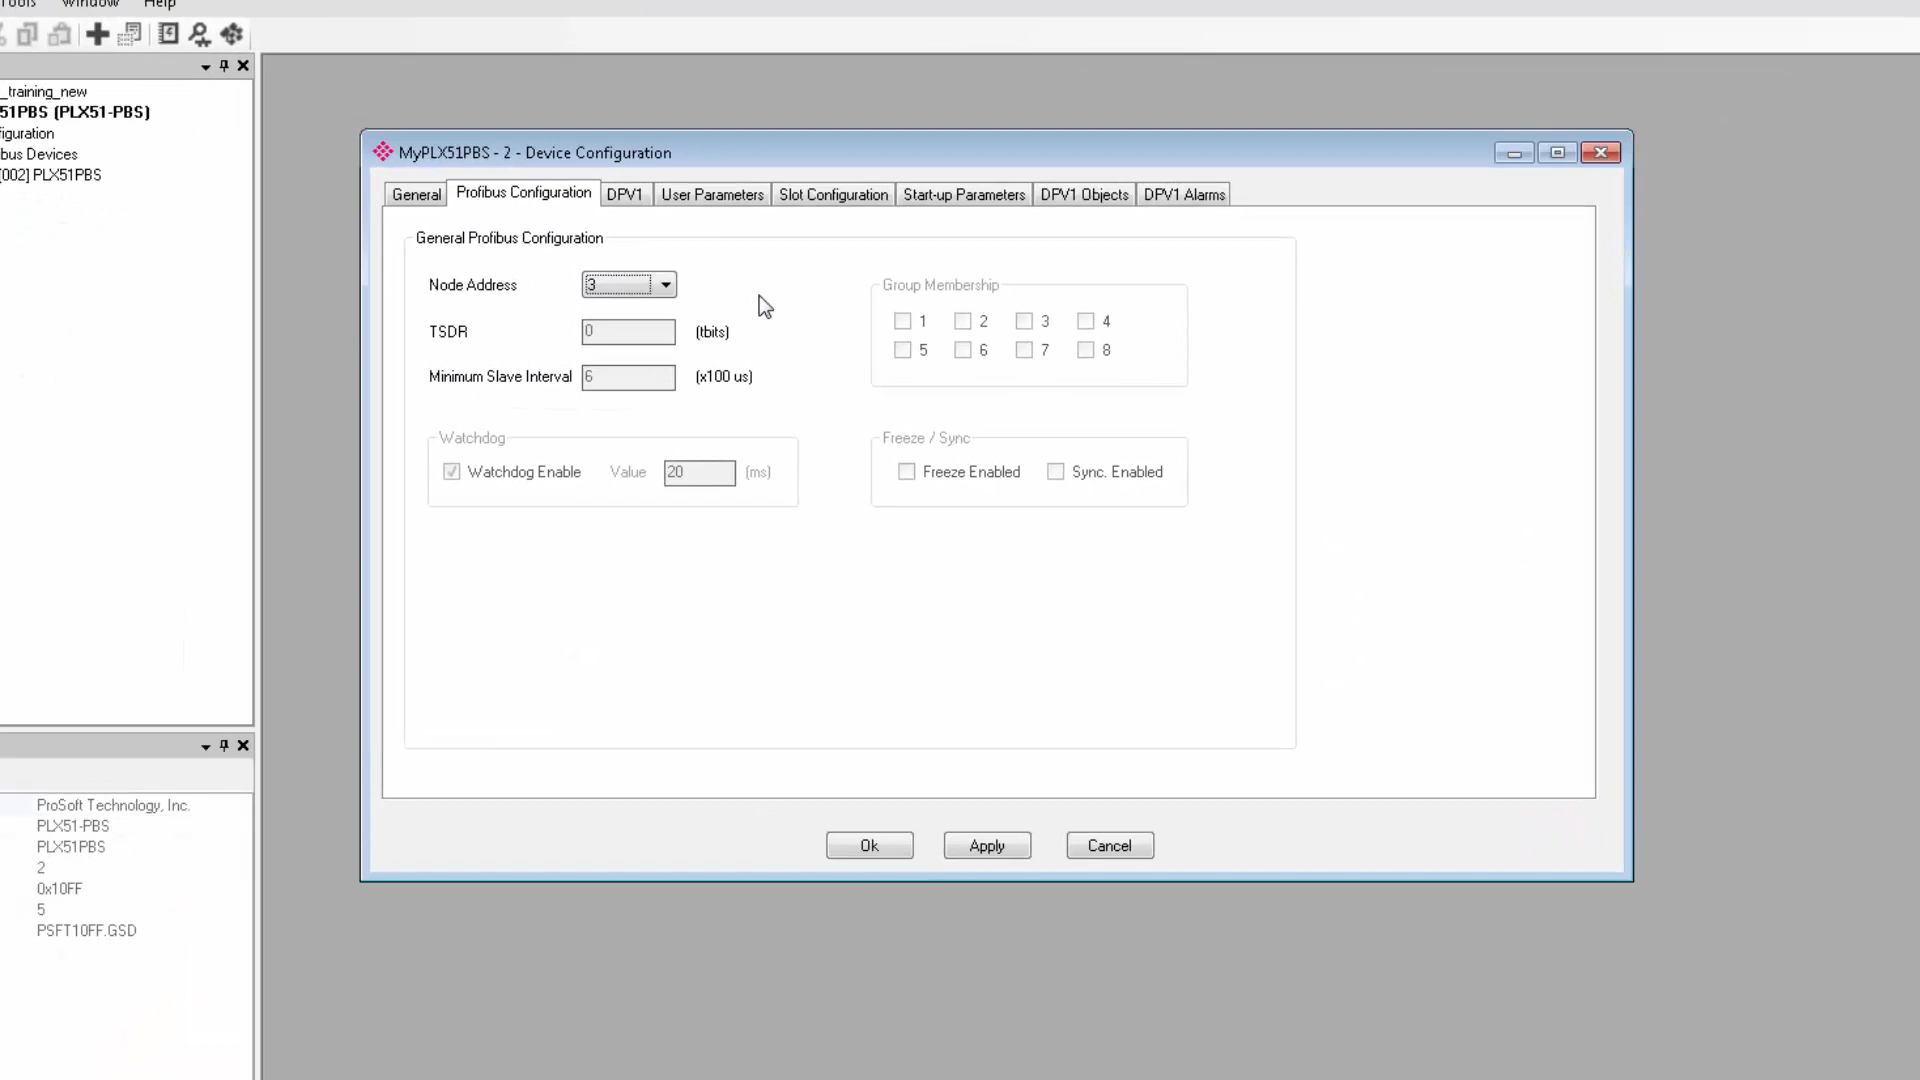 Tools Window Help
_training_new
51PBS (PLX51-PBS)
figuration
bus Devices
[002] PLX51PBS
MyPLX51PBS - 2 - Device Configuration
General Profibus Configuration DPV1 User Parameters Slot Configuration Start-up Parameters DPV1 Objects DPV1 Alarms
General Profibus Configuration
Node Address 3
TSDR 0 (tbits)
Minimum Slave Interval 6 (x100 us)
Group Membership
1 2 3 4
5 6 7 8
Watchdog
Watchdog Enable Value 20 (ms)
Freeze / Sync
Freeze Enabled Sync. Enabled
Ok Apply Cancel
ProSoft Technology, Inc.
PLX51-PBS
PLX51PBS
2
0x10FF
5
PSFT10FF.GSD